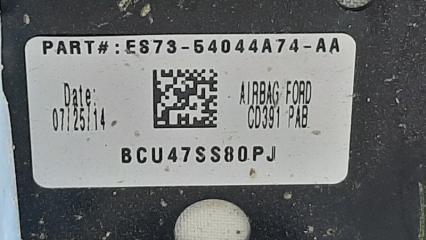 PART#:ES73-54044A74-AA
Date:
07/25/14
AIRBAG FORD
CD391 PAB
BCU47SS80PJ